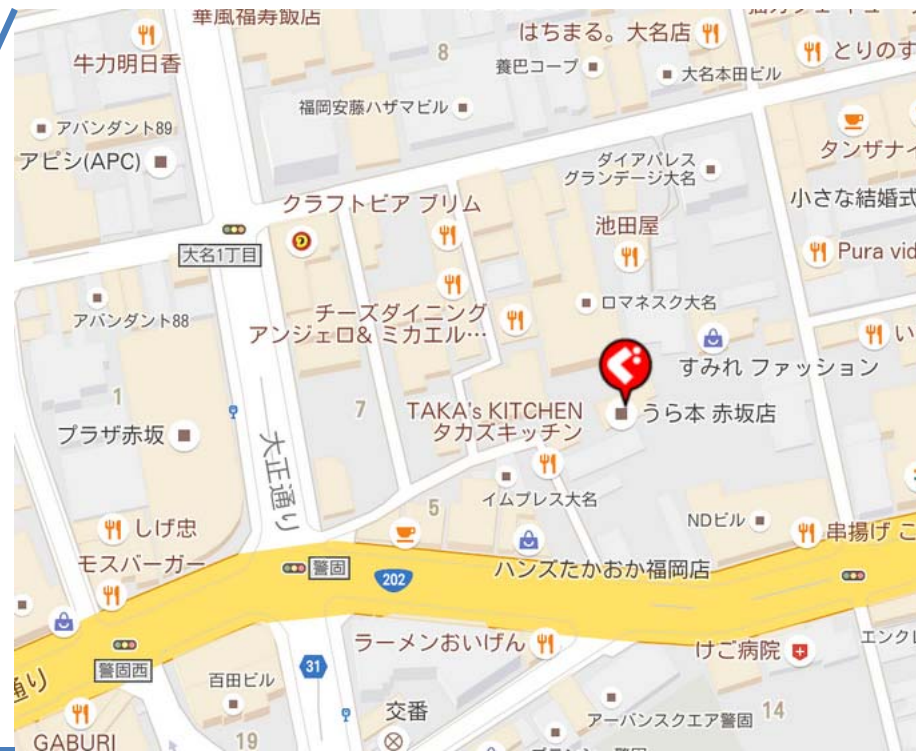 華風福寿飯店
牛力明日香
8
はちまる。大名店
養巴コープ
大名本田ビル
とりのす
福岡安藤ハザマビル
アバンダント89
アピシ(APC)
タンザナイ
ダイアパレス
グランデージ大名
小さな結婚式
クラフトビア ブリム
池田屋
大名1丁目
Pura vid
アバンダント88
ロマネスク大名
チーズダイニング
アンジェロ& ミカエル…
い
すみれ ファッション
1
7
TAKA's KITCHEN
タカズキッチン
うら本 赤坂店
プラザ赤坂
大正通り
イムプレス大名
5
NDビル
しげ忠
串揚げ こ
モスバーガー
警固
202
ハンズたかおか福岡店
ラーメンおいげん
けご病院
エンクレ
警固西
31
百田ビル
通り
交番
アーバンスクエア警固
14
GABURI
19